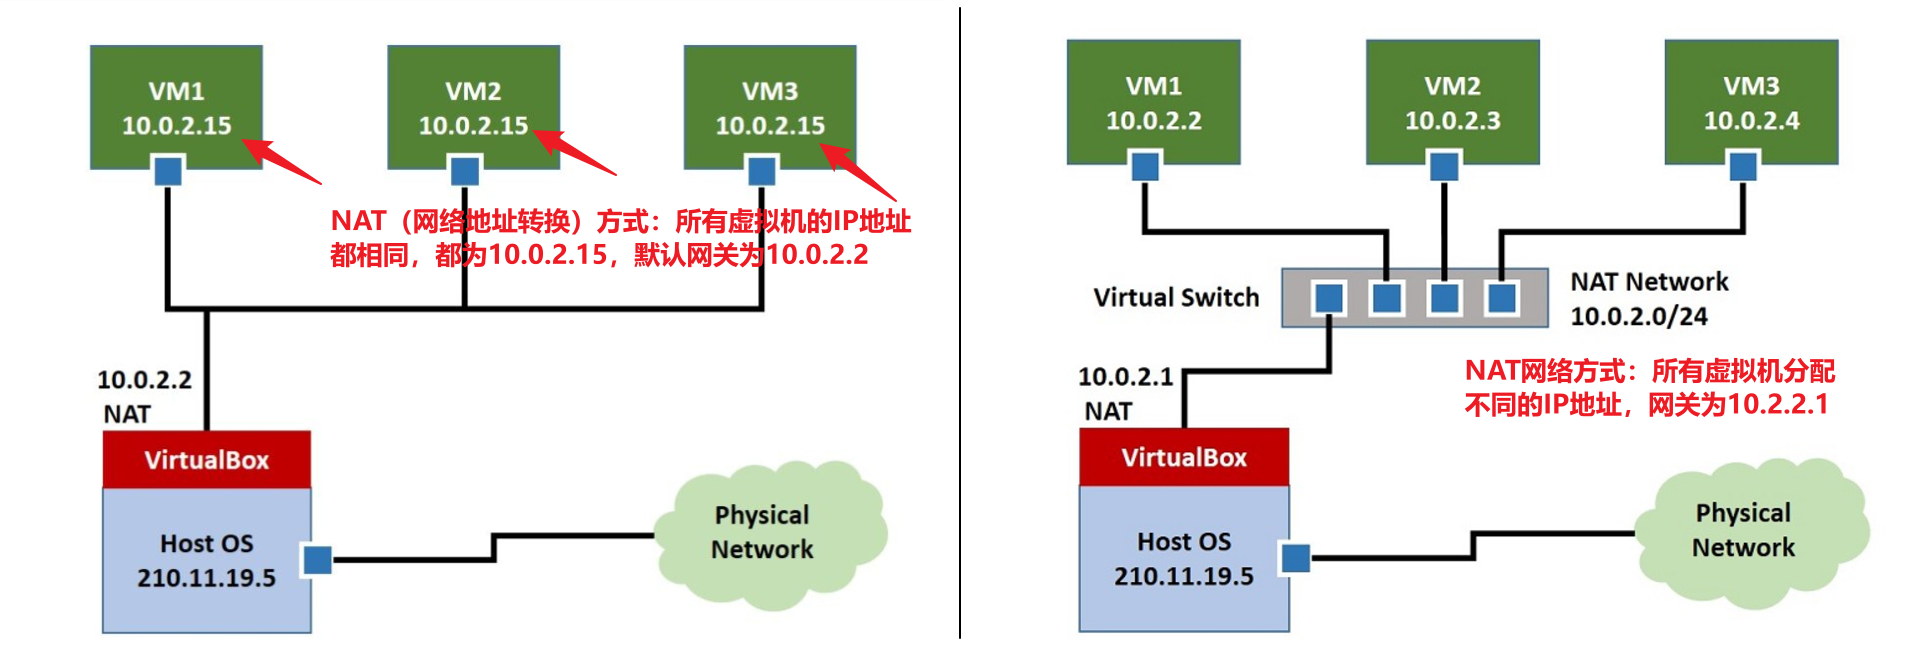 VM1
10.0.2.15
VM2
10.0.2.15
VM3
10.0.2.15
NAT（网络地址转换）方式：所有虚拟机的IP地址
都相同，都为10.0.2.15，默认网关为10.0.2.2
10.0.2.2
NAT
VirtualBox
Host OS
210.11.19.5
Physical
Network
VM1
10.0.2.2
VM2
10.0.2.3
VM3
10.0.2.4
Virtual Switch
NAT Network
10.0.2.0/24
NAT网络方式：所有虚拟机分配
不同的IP地址，网关为10.2.2.1
10.0.2.1
NAT
VirtualBox
Host OS
210.11.19.5
Physical
Network